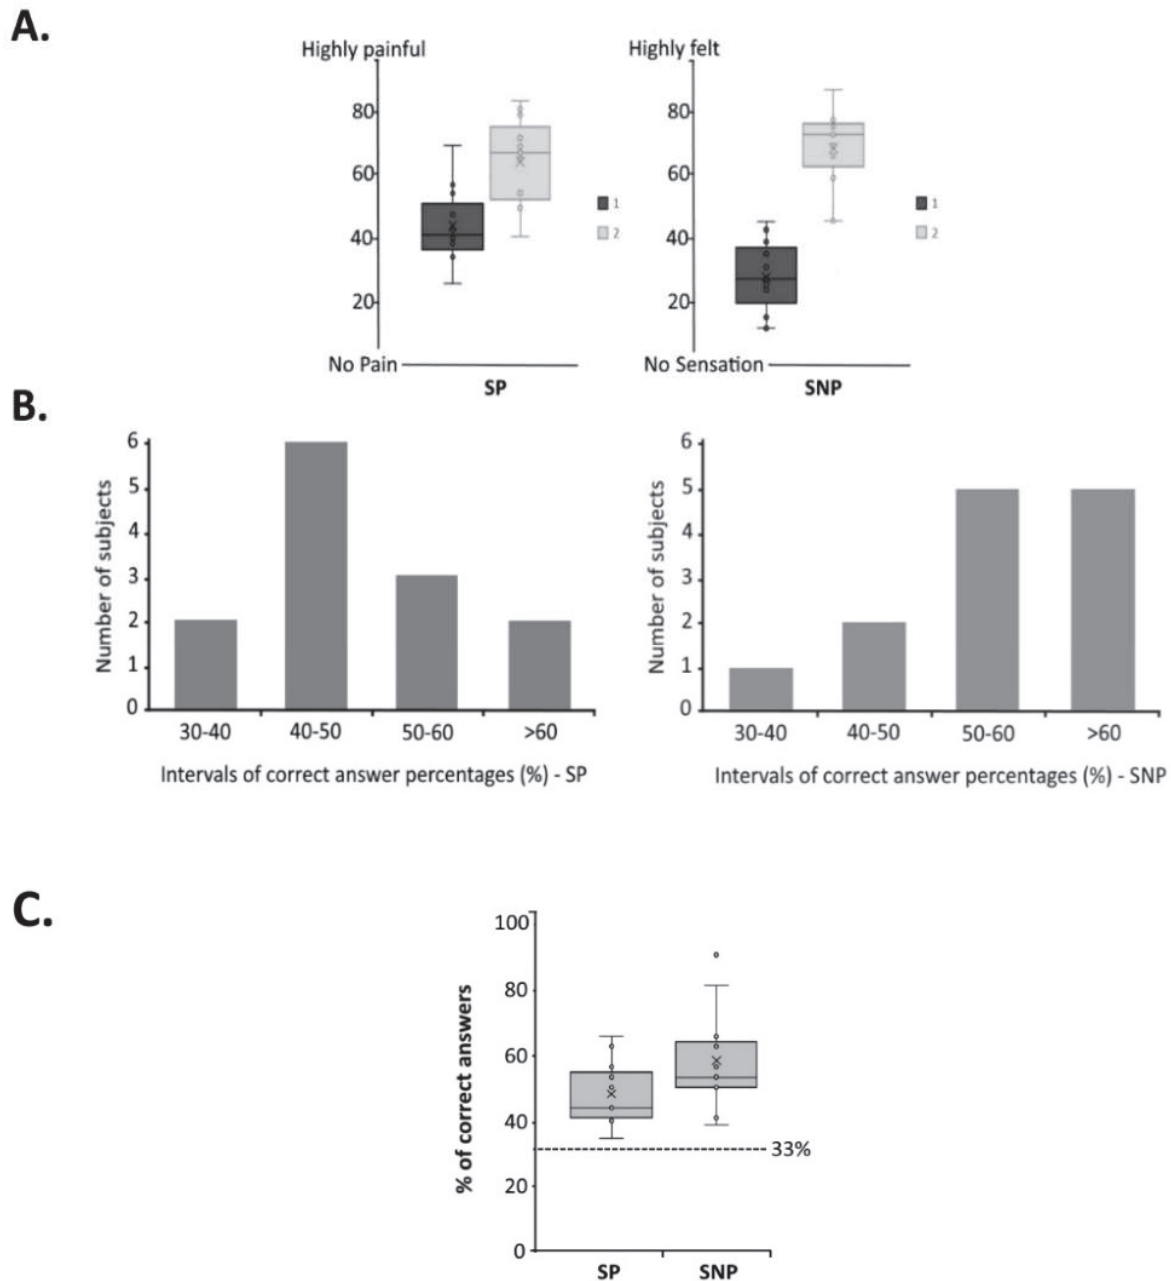 A.
Highly painful
80
60
40
20
No Pain
SP
1
2
Highly felt
80
60
40
20
No Sensation
SNP
1
2
B.
Number of subjects
6
5
4
3
2
1
0
30-40 40-50 50-60 >60
Intervals of correct answer percentages (%) - SP
Number of subjects
6
5
4
3
2
1
0
30-40 40-50 50-60 >60
Intervals of correct answer percentages (%) - SNP
C.
% of correct answers
100
80
60
40
20
0
33%
SP SNP